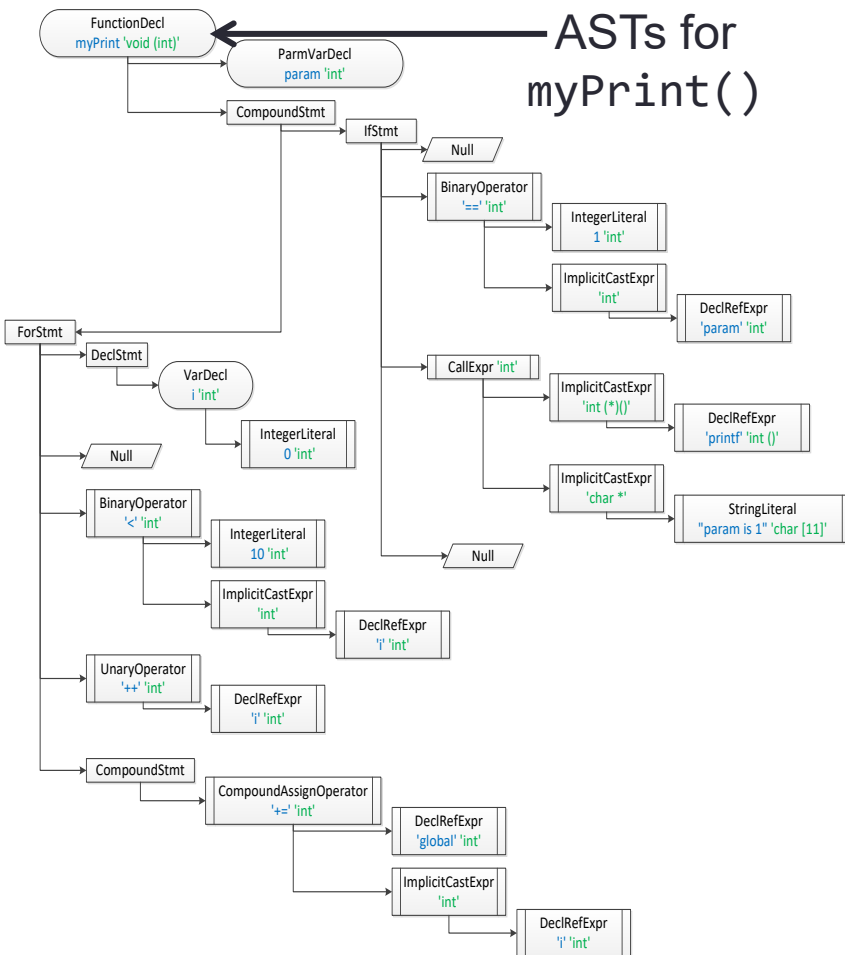 FunctionDecl
myPrint 'void (int)'
ASTs for
myPrint()
ParmVarDecl
param 'int'
CompoundStmt
IfStmt
Null
BinaryOperator
'==' 'int'
IntegerLiteral
1 'int'
ImplicitCastExpr
'int'
DeclRefExpr
'param' 'int'
CallExpr 'int'
ImplicitCastExpr
'int (*)()'
DeclRefExpr
'printf' 'int ()'
ImplicitCastExpr
'char *'
StringLiteral
"param is 1" 'char [11]'
Null
ForStmt
DeclStmt
VarDecl
i 'int'
IntegerLiteral
0 'int'
Null
BinaryOperator
'<' 'int'
IntegerLiteral
10 'int'
ImplicitCastExpr
'int'
DeclRefExpr
'i' 'int'
UnaryOperator
'++' 'int'
DeclRefExpr
'i' 'int'
CompoundStmt
CompoundAssignOperator
'+=' 'int'
DeclRefExpr
'global' 'int'
ImplicitCastExpr
'int'
DeclRefExpr
'i' 'int'